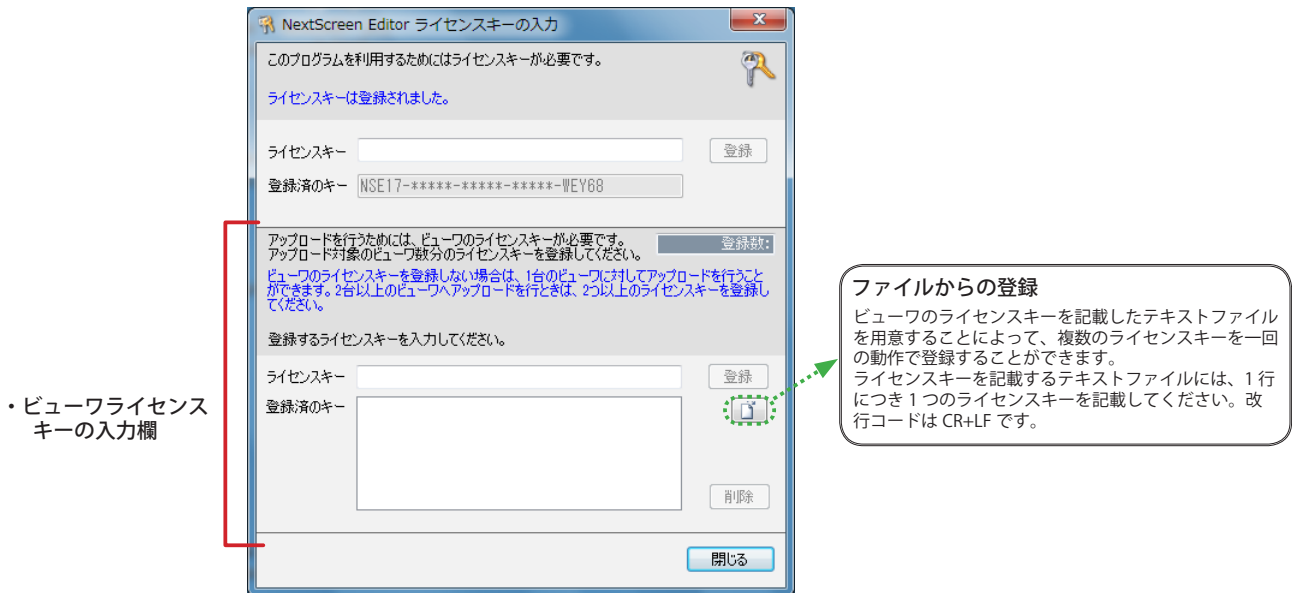 NextScreen Editor ライセンスキーの入力
このプログラムを利用するためにはライセンスキーが必要です。
ライセンスキーは登録されました。
ライセンスキー
登録
登録済のキー
NSE17-*****-*****-*****-WEY68
アップロードを行うためには、ビューワのライセンスキーが必要です。
アップロード対象のビューワ数分のライセンスキーを登録してください。
登録数:
ビューワのライセンスキーを登録しない場合は、1台のビューワに対してアップロードを行うこと
ができます。2台以上のビューワへアップロードを行ときは、2つ以上のライセンスキーを登録し
てください。
登録するライセンスキーを入力してください。
ライセンスキー
登録
登録済のキー
削除
閉じる
・ビューワライセンス
キーの入力欄
ファイルからの登録
ビューワのライセンスキーを記載したテキストファイル
を用意することによって、複数のライセンスキーを一回
の動作で登録することができます。
ライセンスキーを記載するテキストファイルには、1 行
につき 1 つのライセンスキーを記載してください。改
行コードは CR+LF です。